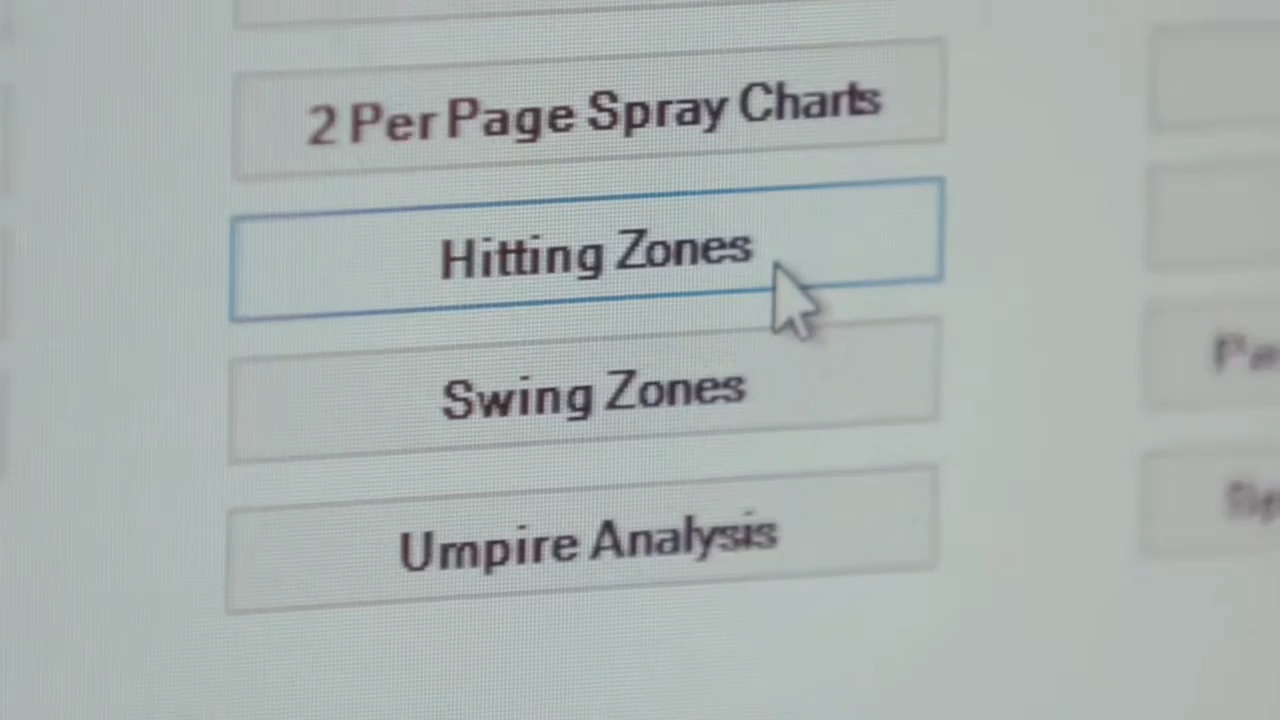 2 Per Page Spray Charts
Hitting Zones
Swing Zones
Umpire Analysis